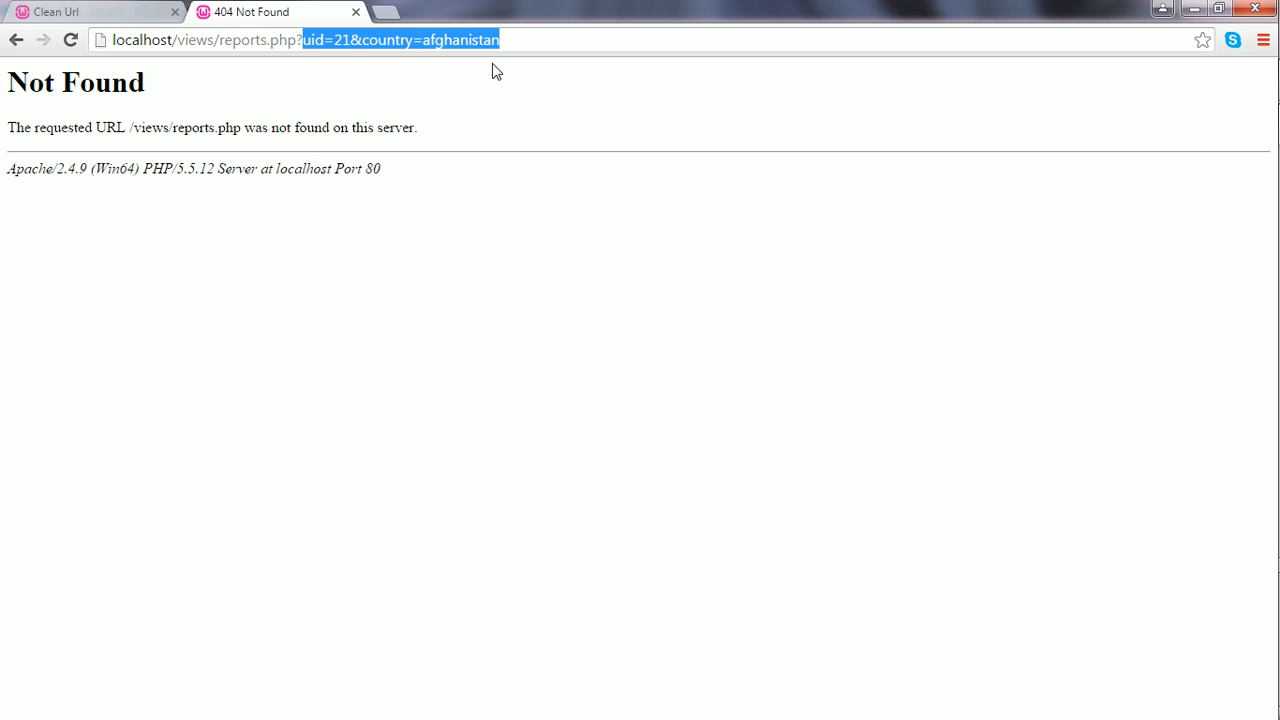 Clean Url
404 Not Found
localhost/views/reports.php?uid=21&country=afghanistan
Not Found
The requested URL /views/reports.php was not found on this server.
Apache/2.4.9 (Win64) PHP/5.5.12 Server at localhost Port 80